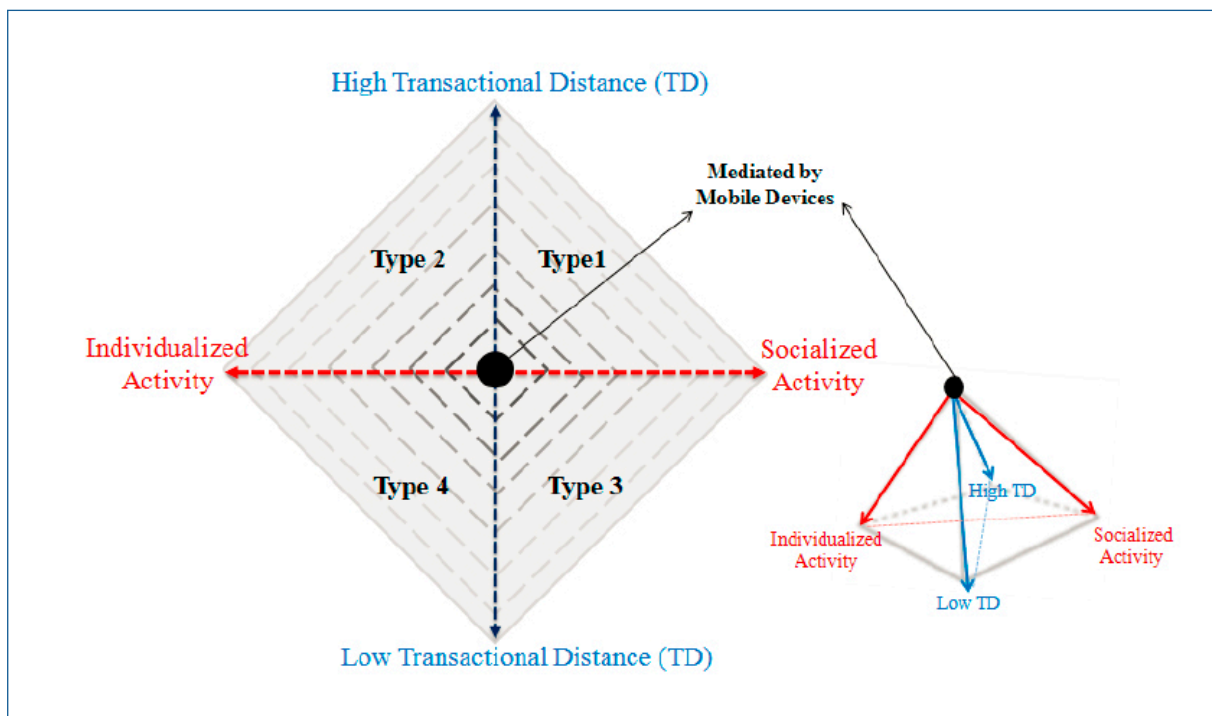 High Transactional Distance (TD)
Mediated by
Mobile Devices
Type 2
Type1
Individualized
Activity
Socialized
Activity
Type 4
Type 3
High TD
Individualized
Activity
Socialized
Activity
Low TD
Low Transactional Distance (TD)